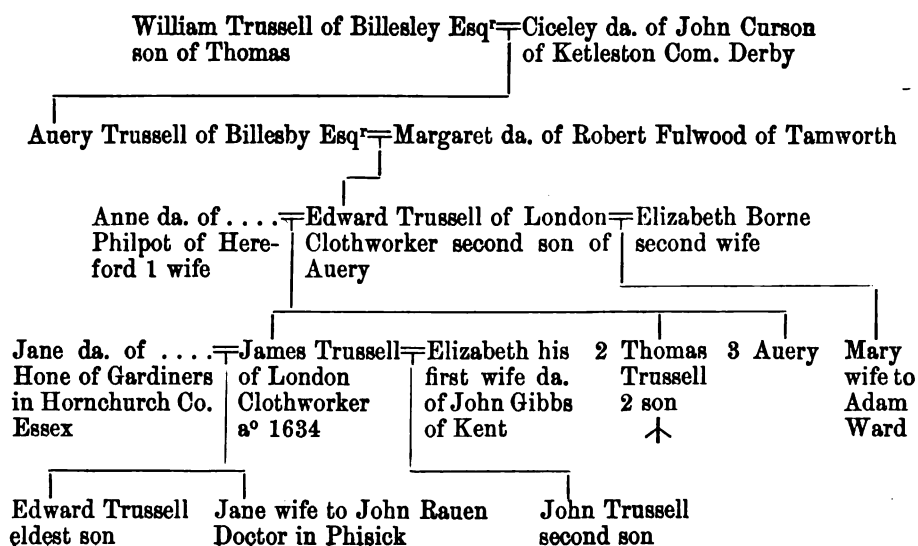 William Trussell of Billesley Esqr
son of Thomas
Ciceley da. of John Curson
of Ketleston Com. Derby
Auery Trussell of Billesby Esqr
Margaret da. of Robert Fulwood of Tamworth
Anne da. of ....
Philpot of Here-
ford 1 wife
Edward Trussell of London
Clothworker second son of
Auery
Elizabeth Borne
second wife
Jane da. of ....
Hone of Gardiners
in Hornchurch Co.
Essex
James Trussell
of London
Clothworker
aº 1634
Elizabeth his
first wife da.
of John Gibbs
of Kent
2 Thomas
Trussell
2 son
3 Auery
Mary
wife to
Adam
Ward
Edward Trussell
eldest son
Jane wife to John Rauen
Doctor in Phisick
John Trussell
second son